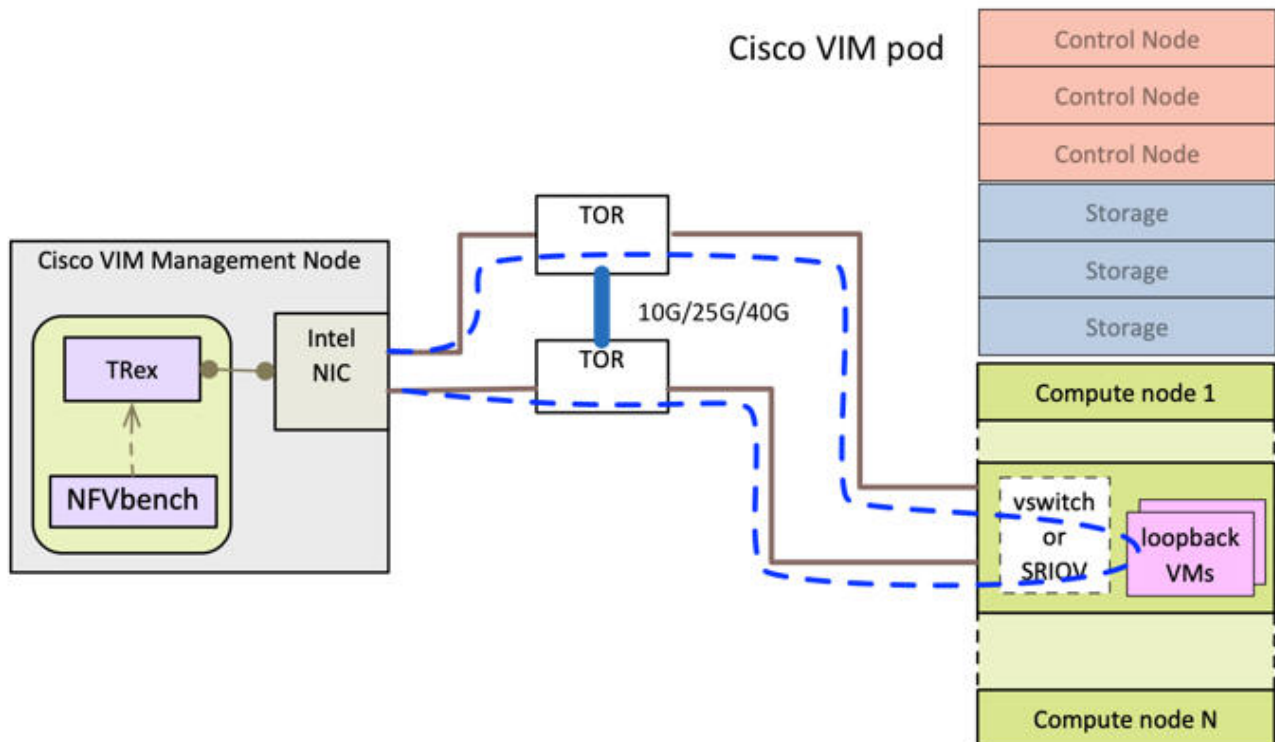 Cisco VIM pod
Control Node
Control Node
Control Node
Storage
Storage
Storage
Compute node 1
vswitch
or
SRIOV
loopback
VMs
Compute node N
TOR
10G/25G/40G
TOR
Cisco VIM Management Node
Intel
NIC
TRex
NFVbench